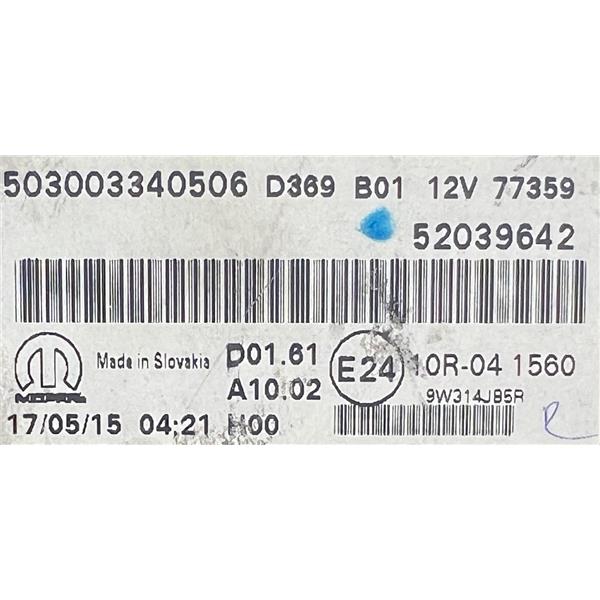 503003340506 D369 B01 12V 77359
52039642
MOPAR Made in Slovakia D01.61 E24 10R-04 1560
A10.02 9W314J85R
17/05/15 04:21 H00
R